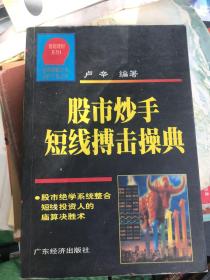 卢辛 编著
股市炒手
短线搏击操典
●股市绝学系统整合
短线投资人的
庙算决胜术
广东经济出版社